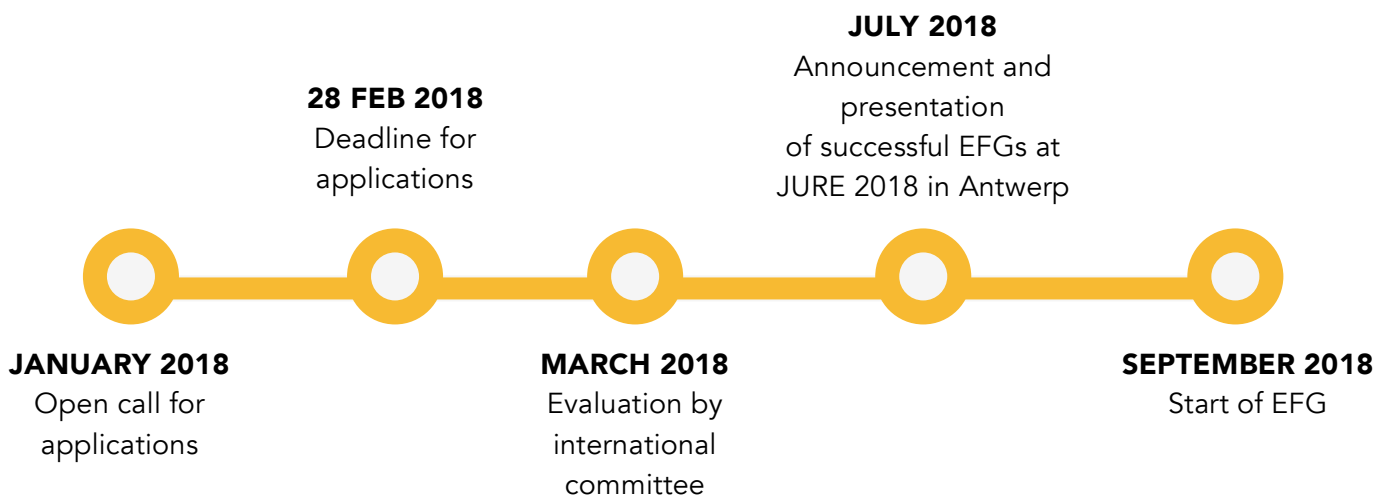 JANUARY 2018
Open call for
applications
28 FEB 2018
Deadline for
applications
MARCH 2018
Evaluation by
international
committee
JULY 2018
Announcement and
presentation
of successful EFGs at
JURE 2018 in Antwerp
SEPTEMBER 2018
Start of EFG